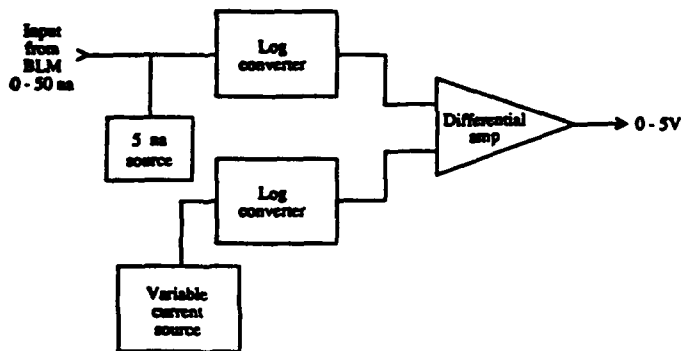 Input
from
BLM
0 - 50 na
Log
converter
5 na
source
Differential
amp
0 - 5V
Log
converter
Variable
current
source